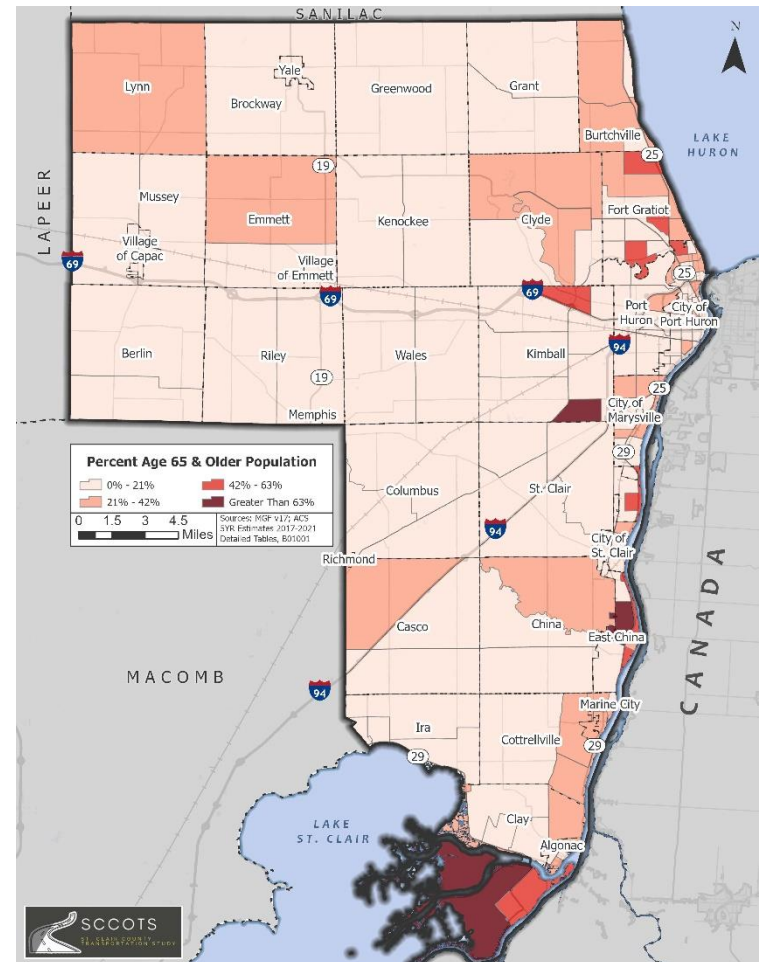 SANILAC
N
Lynn
Yale
Brockway
Greenwood
Grant
Burtchville
LAKE
HURON
25
19
LAPEER
Mussey
Emmett
Kenockee
Clyde
Fort Gratiot
Village
of Capac
69
Village
of Emmett
69
69
25
Port
Huron
City of
Port Huron
94
Berlin
Riley
Wales
Kimball
19
25
Memphis
City of
Marysville
29
Percent Age 65 & Older Population
0% - 21%
42% - 63%
21% - 42%
Greater Than 63%
0 1.5 3 4.5
Miles
Sources: MGF v17; ACS
5YR Estimates 2017-2021
Detailed Tables, B01001
Columbus
St. Clair
94
City of
St. Clair
Richmond
CANADA
Casco
China
East China
MACOMB
94
Marine City
Ira
Cottrellville
29
29
LAKE
ST. CLAIR
Clay
Algonac
SCCOTS
ST. CLAIR COUNTY
TRANSPORTATION STUDY